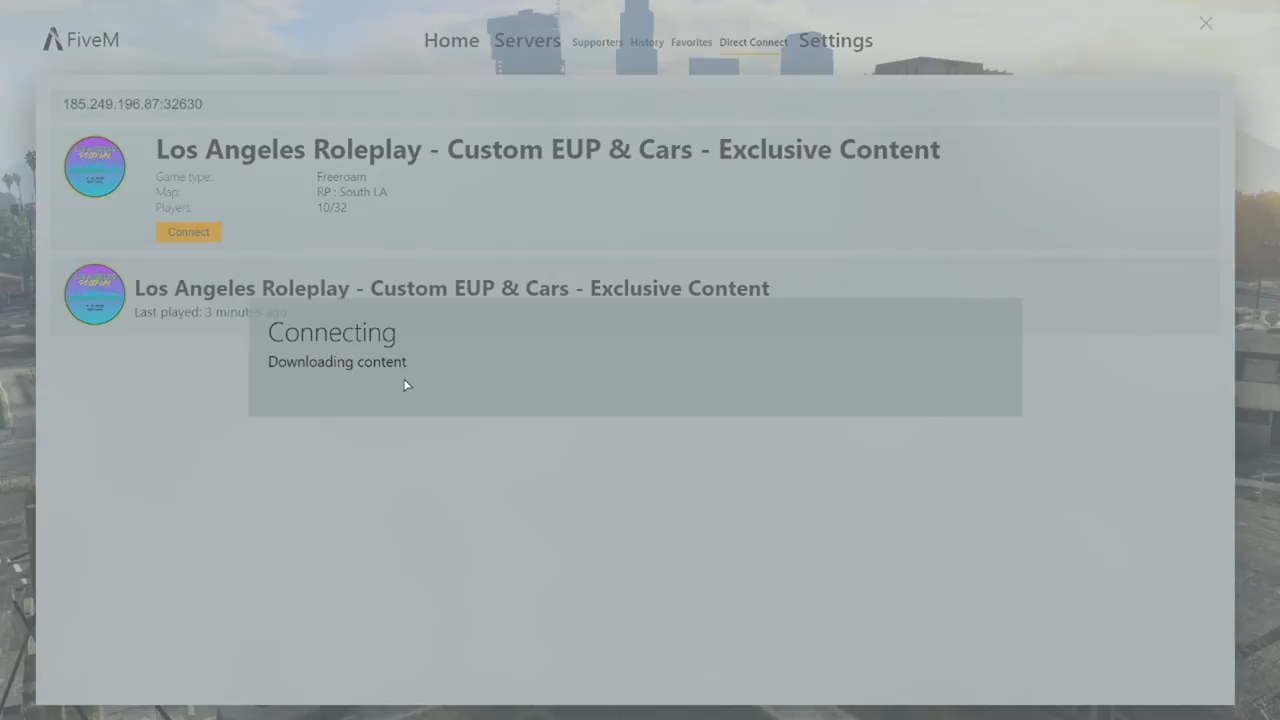 FiveM
Home Servers Supporters History Favorites Direct Connect Settings
185.249.196.87:32630
Los Angeles Roleplay - Custom EUP & Cars - Exclusive Content
Game type: Freeroam
Map: RP : South LA
Players: 10/32
Connect
Los Angeles Roleplay - Custom EUP & Cars - Exclusive Content
Last played: 3 minutes ago
Connecting
Downloading content